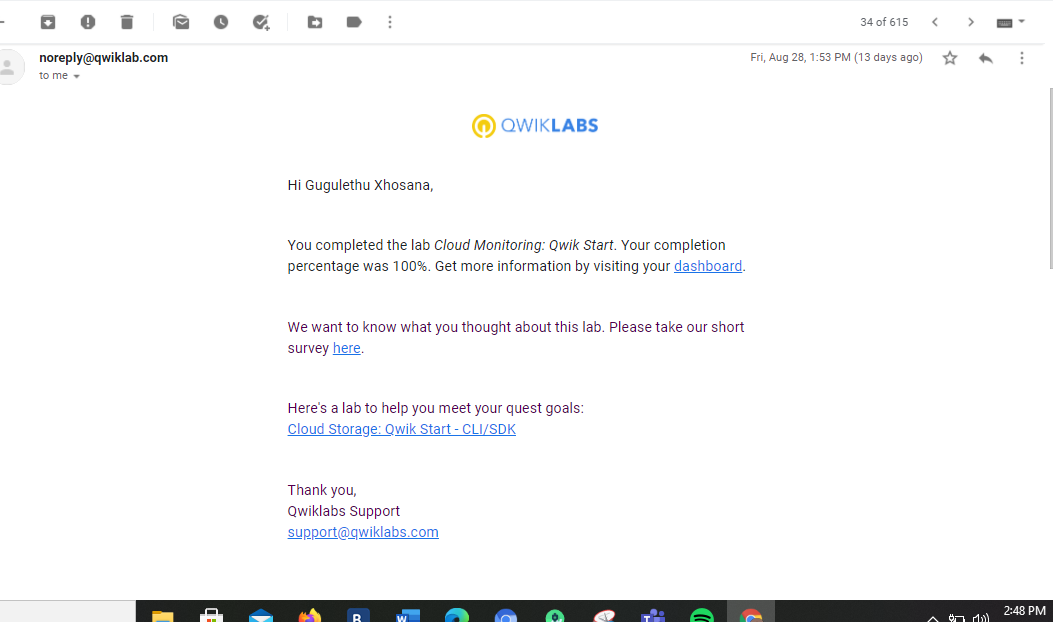 34 of 615
noreply@qwiklab.com
Fri, Aug 28, 1:53 PM (13 days ago)
to me
QWIKLABS
Hi Gugulethu Xhosana,
You completed the lab Cloud Monitoring: Qwik Start. Your completion
percentage was 100%. Get more information by visiting your dashboard.
We want to know what you thought about this lab. Please take our short
survey here.
Here's a lab to help you meet your quest goals:
Cloud Storage: Qwik Start - CLI/SDK
Thank you,
Qwiklabs Support
support@qwiklabs.com
2:48 PM